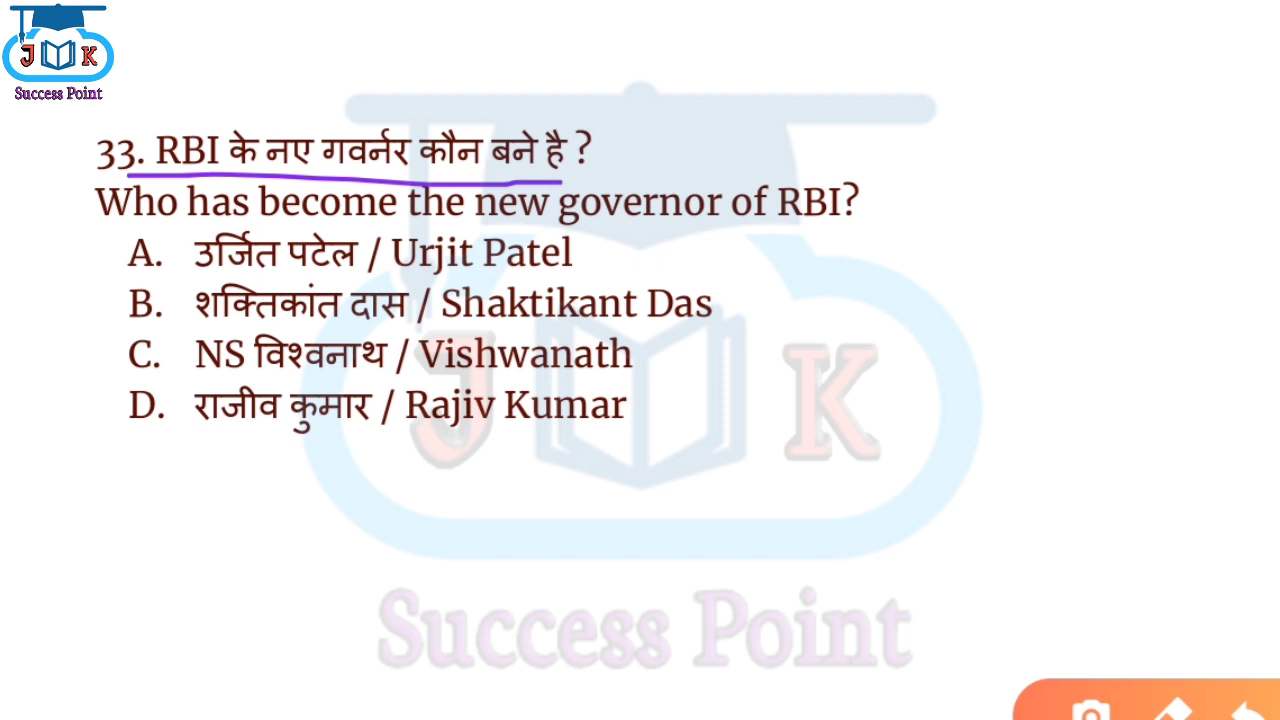 J K
Success Point
33. RBI के नए गवर्नर कौन बने है ?
Who has become the new governor of RBI?
A. उर्जित पटेल / Urjit Patel
B. शक्तिकांत दास / Shaktikant Das
C. NS विश्वनाथ / Vishwanath
D. राजीव कुमार / Rajiv Kumar
J K
Success Point